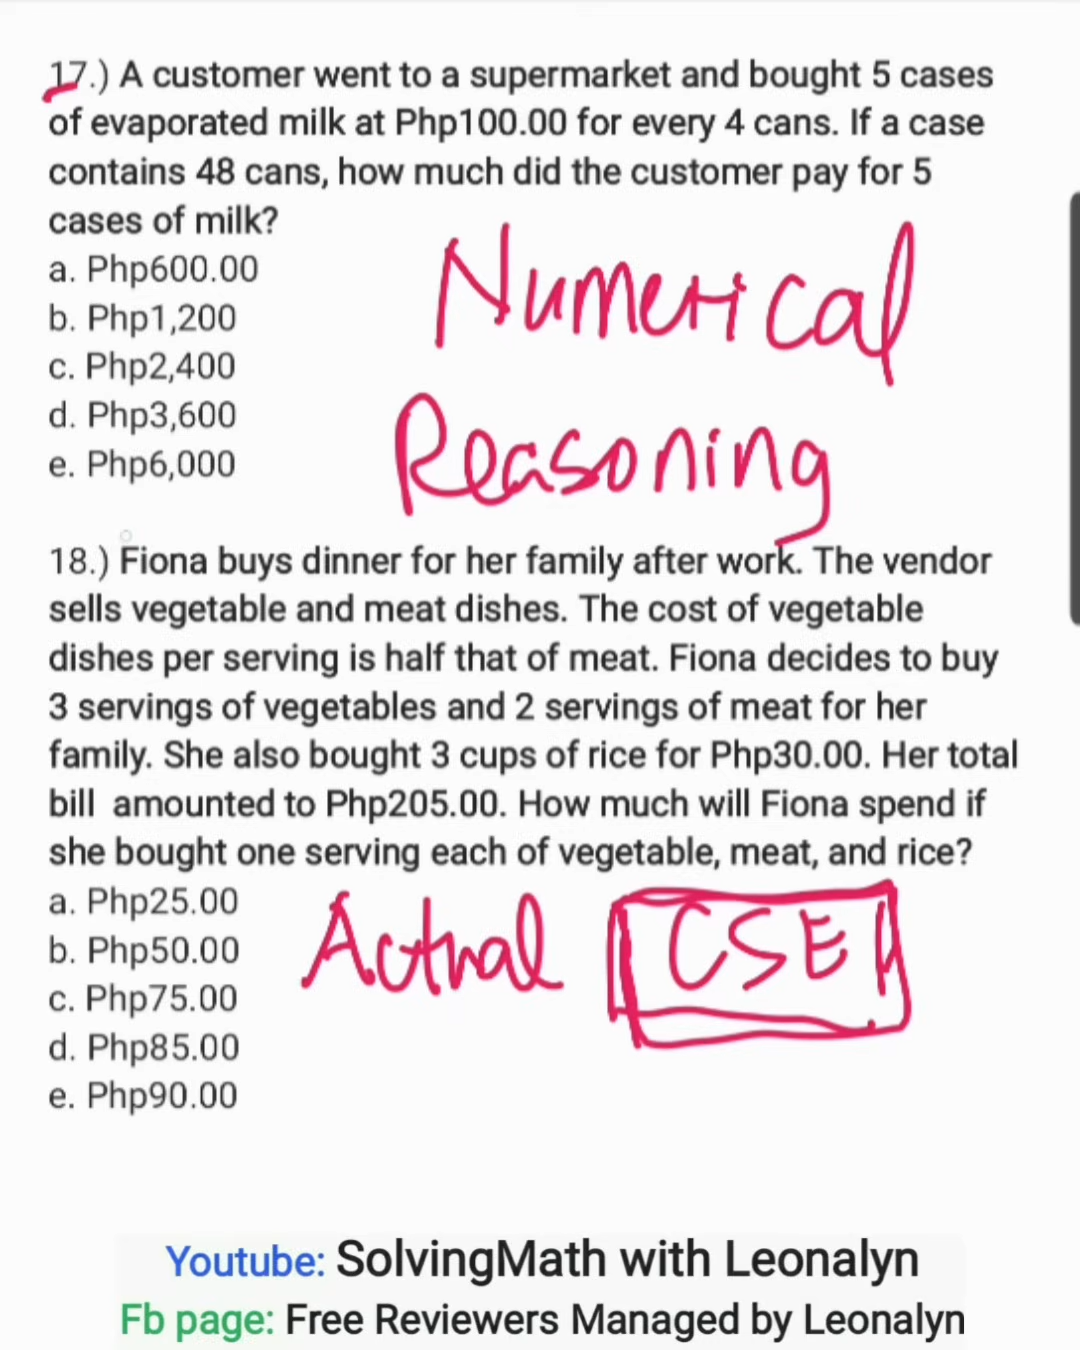 17.) A customer went to a supermarket and bought 5 cases
of evaporated milk at Php100.00 for every 4 cans. If a case
contains 48 cans, how much did the customer pay for 5
cases of milk?
a. Php600.00
b. Php1,200
c. Php2,400
d. Php3,600
e. Php6,000
Numerical
Reasoning
18.) Fiona buys dinner for her family after work. The vendor
sells vegetable and meat dishes. The cost of vegetable
dishes per serving is half that of meat. Fiona decides to buy
3 servings of vegetables and 2 servings of meat for her
family. She also bought 3 cups of rice for Php30.00. Her total
bill amounted to Php205.00. How much will Fiona spend if
she bought one serving each of vegetable, meat, and rice?
a. Php25.00
b. Php50.00
c. Php75.00
d. Php85.00
e. Php90.00
Actual CSE
Youtube: SolvingMath with Leonalyn
Fb page: Free Reviewers Managed by Leonalyn